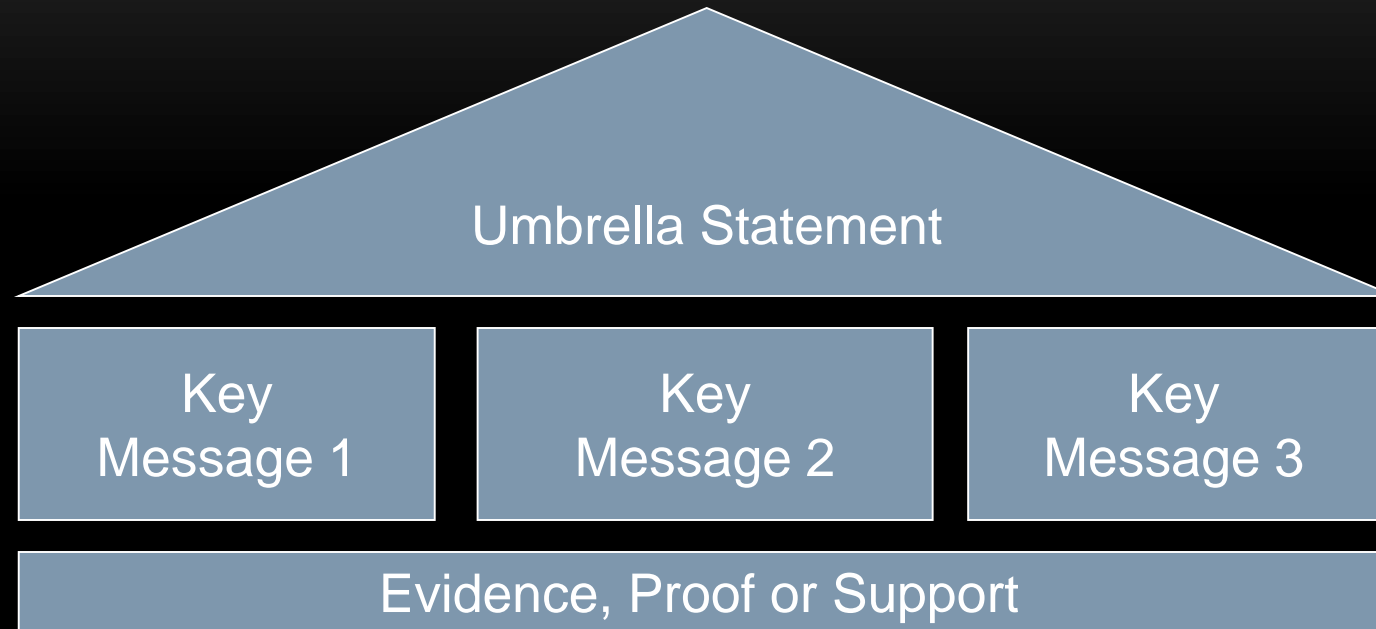 Umbrella Statement
Key
Message 1
Key
Message 2
Key
Message 3
Evidence, Proof or Support